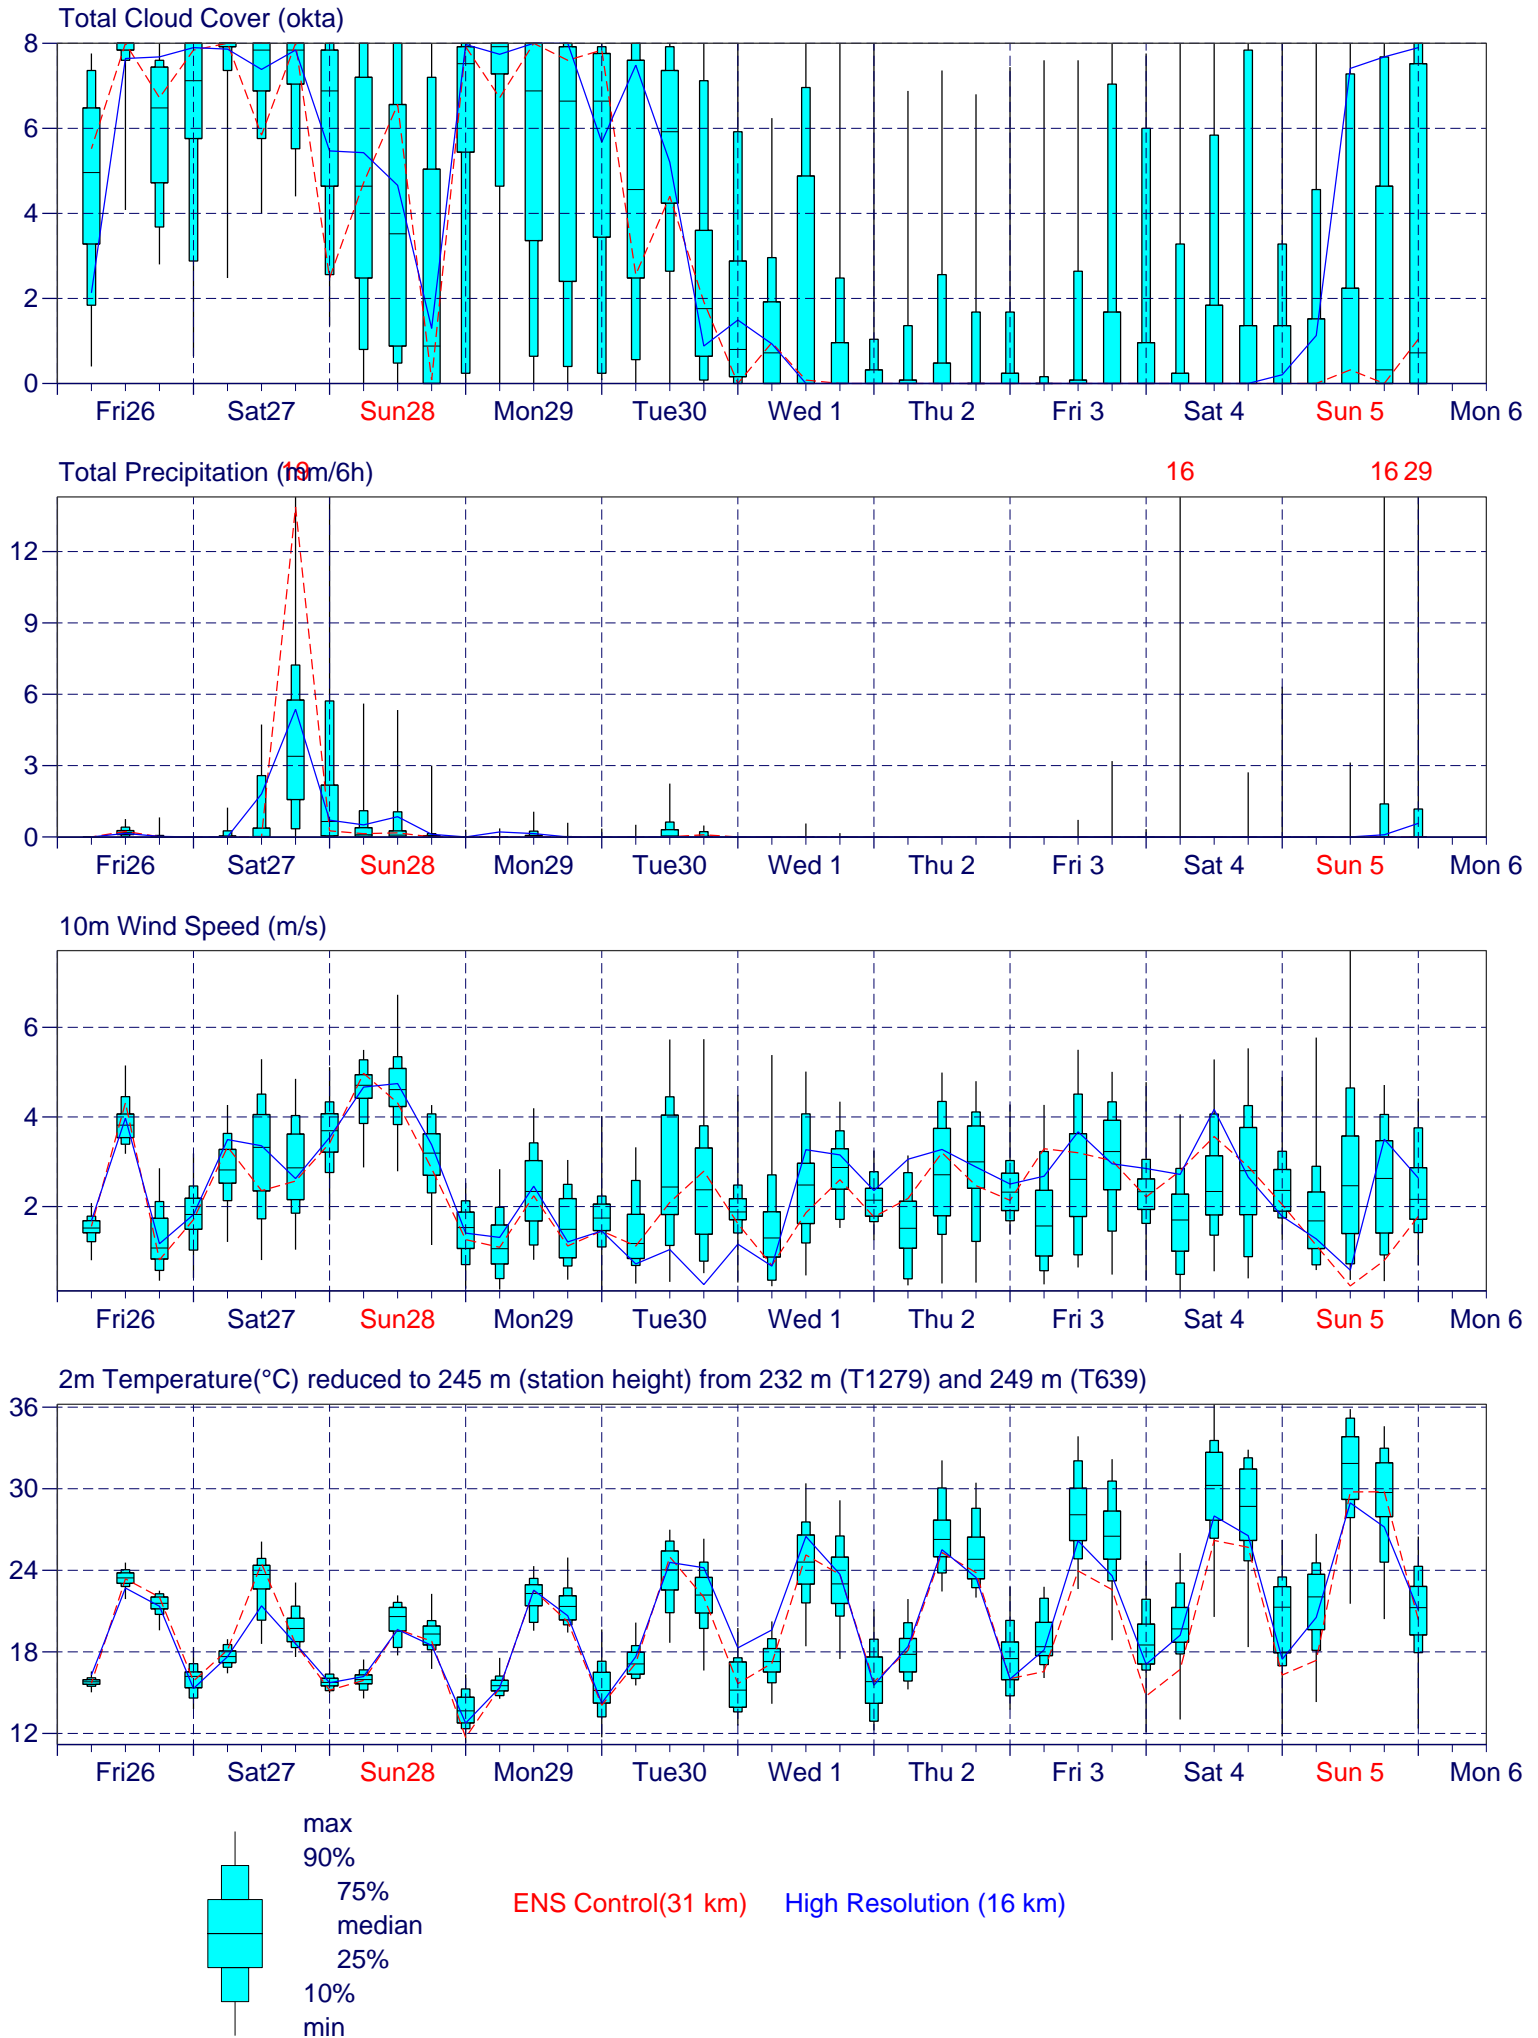 Total Cloud Cover (okta)
8
6
4
2
0
Fri26 Sat27 Sun28 Mon29 Tue30 Wed 1 Thu 2 Fri 3 Sat 4 Sun 5 Mon 6
Total Precipitation (mm/6h) 16 16 29
12
9
6
3
0
Fri26 Sat27 Sun28 Mon29 Tue30 Wed 1 Thu 2 Fri 3 Sat 4 Sun 5 Mon 6
10m Wind Speed (m/s)
6
4
2
Fri26 Sat27 Sun28 Mon29 Tue30 Wed 1 Thu 2 Fri 3 Sat 4 Sun 5 Mon 6
2m Temperature(°C) reduced to 245 m (station height) from 232 m (T1279) and 249 m (T639)
36
30
24
18
12
Fri26 Sat27 Sun28 Mon29 Tue30 Wed 1 Thu 2 Fri 3 Sat 4 Sun 5 Mon 6
max
90%
75%
median
25%
10%
min
ENS Control(31 km) High Resolution (16 km)